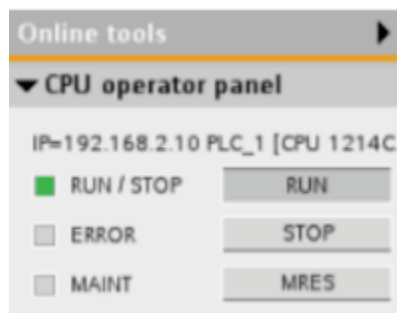 Online tools
CPU operator panel
IP=192.168.2.10 PLC_1 [CPU 1214C
RUN / STOP RUN
ERROR STOP
MAINT MRES